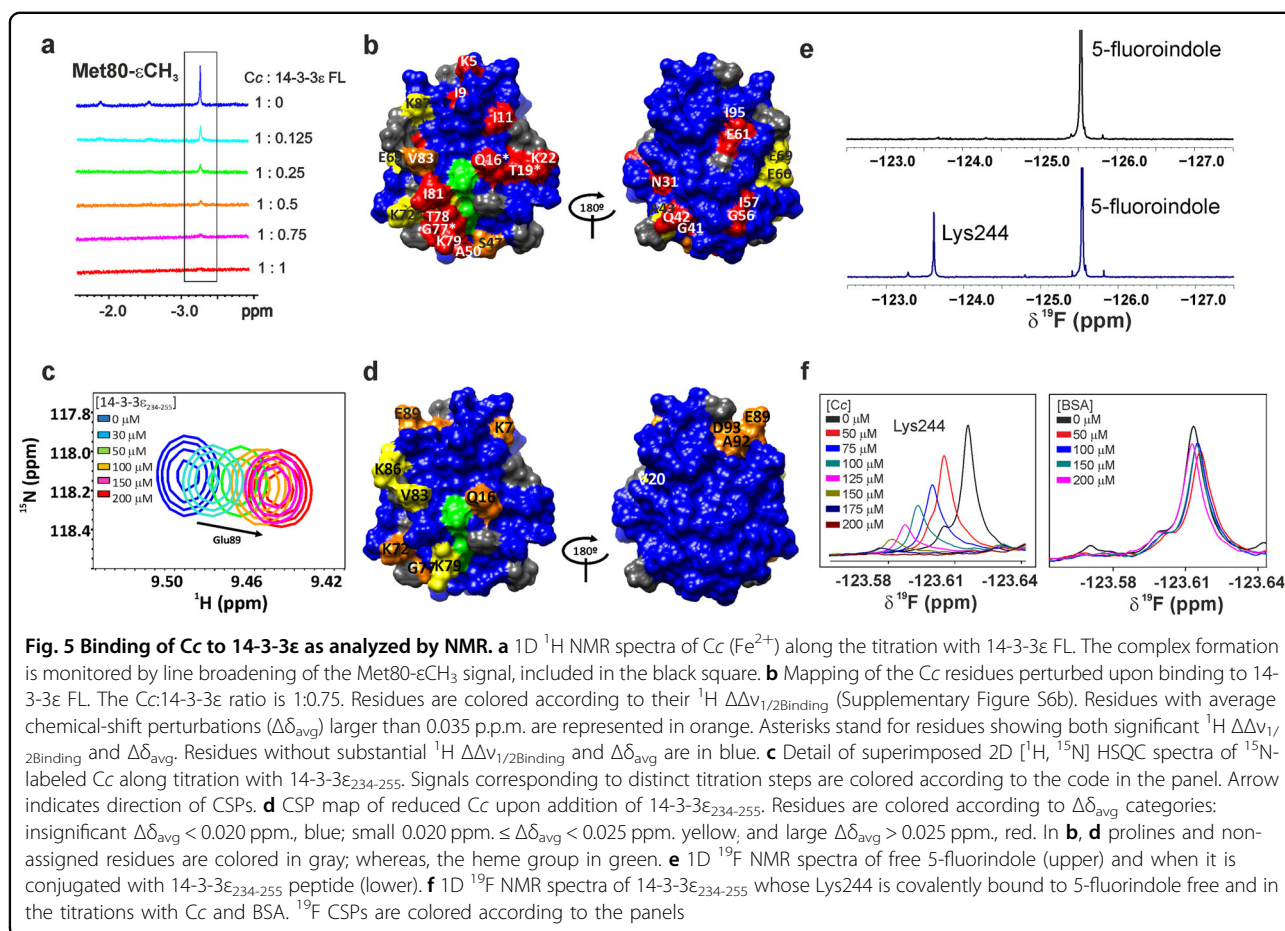 a
Met80-εCH₃
Cc : 14-3-3ε FL
1 : 0
1 : 0.125
1 : 0.25
1 : 0.5
1 : 0.75
1 : 1
-2.0 -3.0 ppm
b
K5
I9
K87
I11
E69
V83
Q16*
K22
T19*
I81
K72
T78
G77*
K79
A50
S47
180º
I95
E61
E69
E66
N31
A43
Q42
G41
I57
G56
e
5-fluoroindole
−123.0 −124.0 −125.0 −126.0 −127.0
5-fluoroindole
Lys244
−123.0 −124.0 −125.0 −126.0 −127.0
δ ¹⁹F (ppm)
c
[14-3-3ε₂₃₄₋₂₅₅]
0 µM
30 µM
50 µM
100 µM
150 µM
200 µM
117.8
118.0
118.2
118.4
¹⁵N (ppm)
Glu89
9.50 9.46 9.42
¹H (ppm)
d
E89
K7
K86
V83
Q16
K72
G77
K79
180º
D93
E89
A92
V20
f
[Cc]
0 µM
50 µM
75 µM
100 µM
125 µM
150 µM
175 µM
200 µM
Lys244
-123.58 -123.61 -123.64
δ ¹⁹F (ppm)
[BSA]
0 µM
50 µM
100 µM
150 µM
200 µM
-123.58 -123.61 -123.64
δ ¹⁹F (ppm)
Fig. 5 Binding of Cc to 14-3-3ε as analyzed by NMR. a 1D ¹H NMR spectra of Cc (Fe²⁺) along the titration with 14-3-3ε FL. The complex formation
is monitored by line broadening of the Met80-εCH₃ signal, included in the black square. b Mapping of the Cc residues perturbed upon binding to 14-
3-3ε FL. The Cc:14-3-3ε ratio is 1:0.75. Residues are colored according to their ¹H ΔΔν₁/₂Binding (Supplementary Figure S6b). Residues with average
chemical-shift perturbations (Δδavg) larger than 0.035 p.p.m. are represented in orange. Asterisks stand for residues showing both significant ¹H ΔΔν₁/
₂Binding and Δδavg. Residues without substantial ¹H ΔΔν₁/₂Binding and Δδavg are in blue. c Detail of superimposed 2D [¹H, ¹⁵N] HSQC spectra of ¹⁵N-
labeled Cc along titration with 14-3-3ε₂₃₄₋₂₅₅. Signals corresponding to distinct titration steps are colored according to the code in the panel. Arrow
indicates direction of CSPs. d CSP map of reduced Cc upon addition of 14-3-3ε₂₃₄₋₂₅₅. Residues are colored according to Δδavg categories:
insignificant Δδavg < 0.020 ppm., blue; small 0.020 ppm. ≤ Δδavg < 0.025 ppm. yellow; and large Δδavg > 0.025 ppm., red. In b, d prolines and non-
assigned residues are colored in gray; whereas, the heme group in green. e 1D ¹⁹F NMR spectra of free 5-fluorindole (upper) and when it is
conjugated with 14-3-3ε₂₃₄₋₂₅₅ peptide (lower). f 1D ¹⁹F NMR spectra of 14-3-3ε₂₃₄₋₂₅₅ whose Lys244 is covalently bound to 5-fluorindole free and in
the titrations with Cc and BSA. ¹⁹F CSPs are colored according to the panels